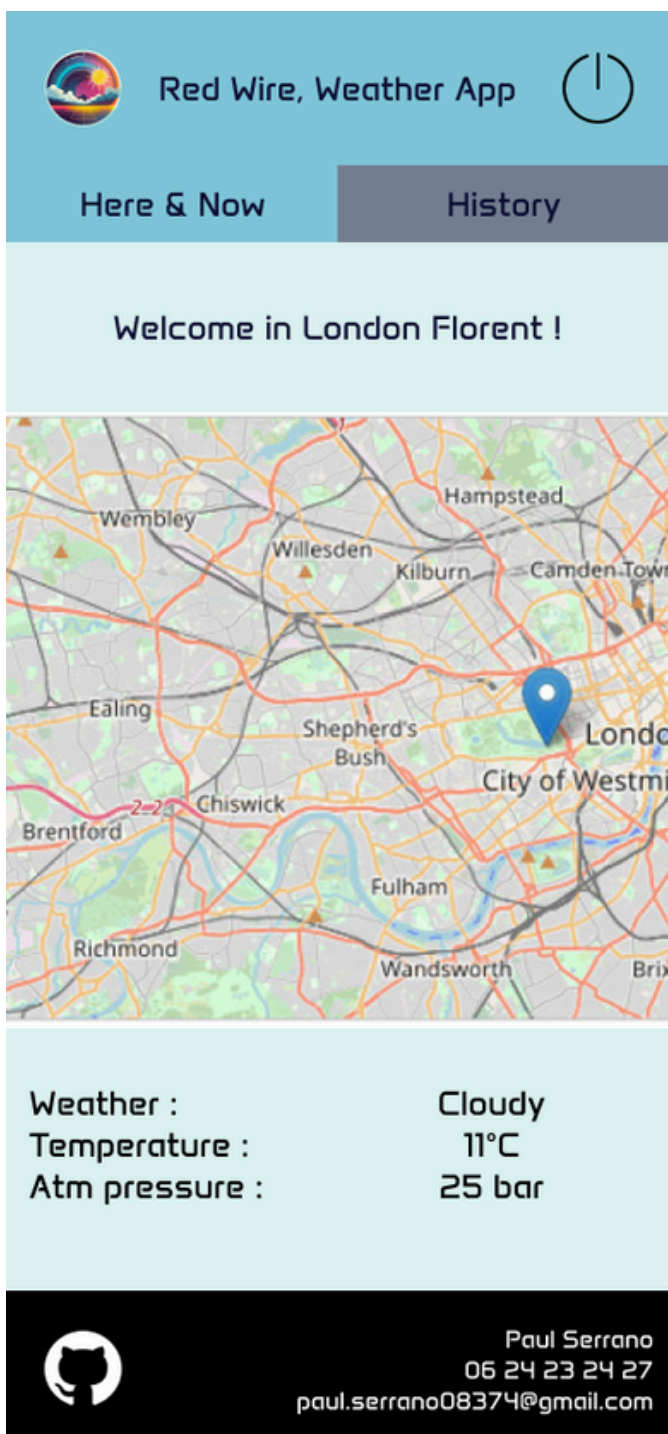 Red Wire, Weather App
Here & Now
History
Welcome in London Florent !
Hampstead
Wembley
Willesden
Kilburn
Camden Town
Ealing
Shepherd's
Bush
Londo
City of Westmi
Chiswick
Brentford
Fulham
Richmond
Wandsworth
Brix
Weather : Cloudy
Temperature : 11°C
Atm pressure : 25 bar
Paul Serrano
06 24 23 24 27
paul.serrano08374@gmail.com